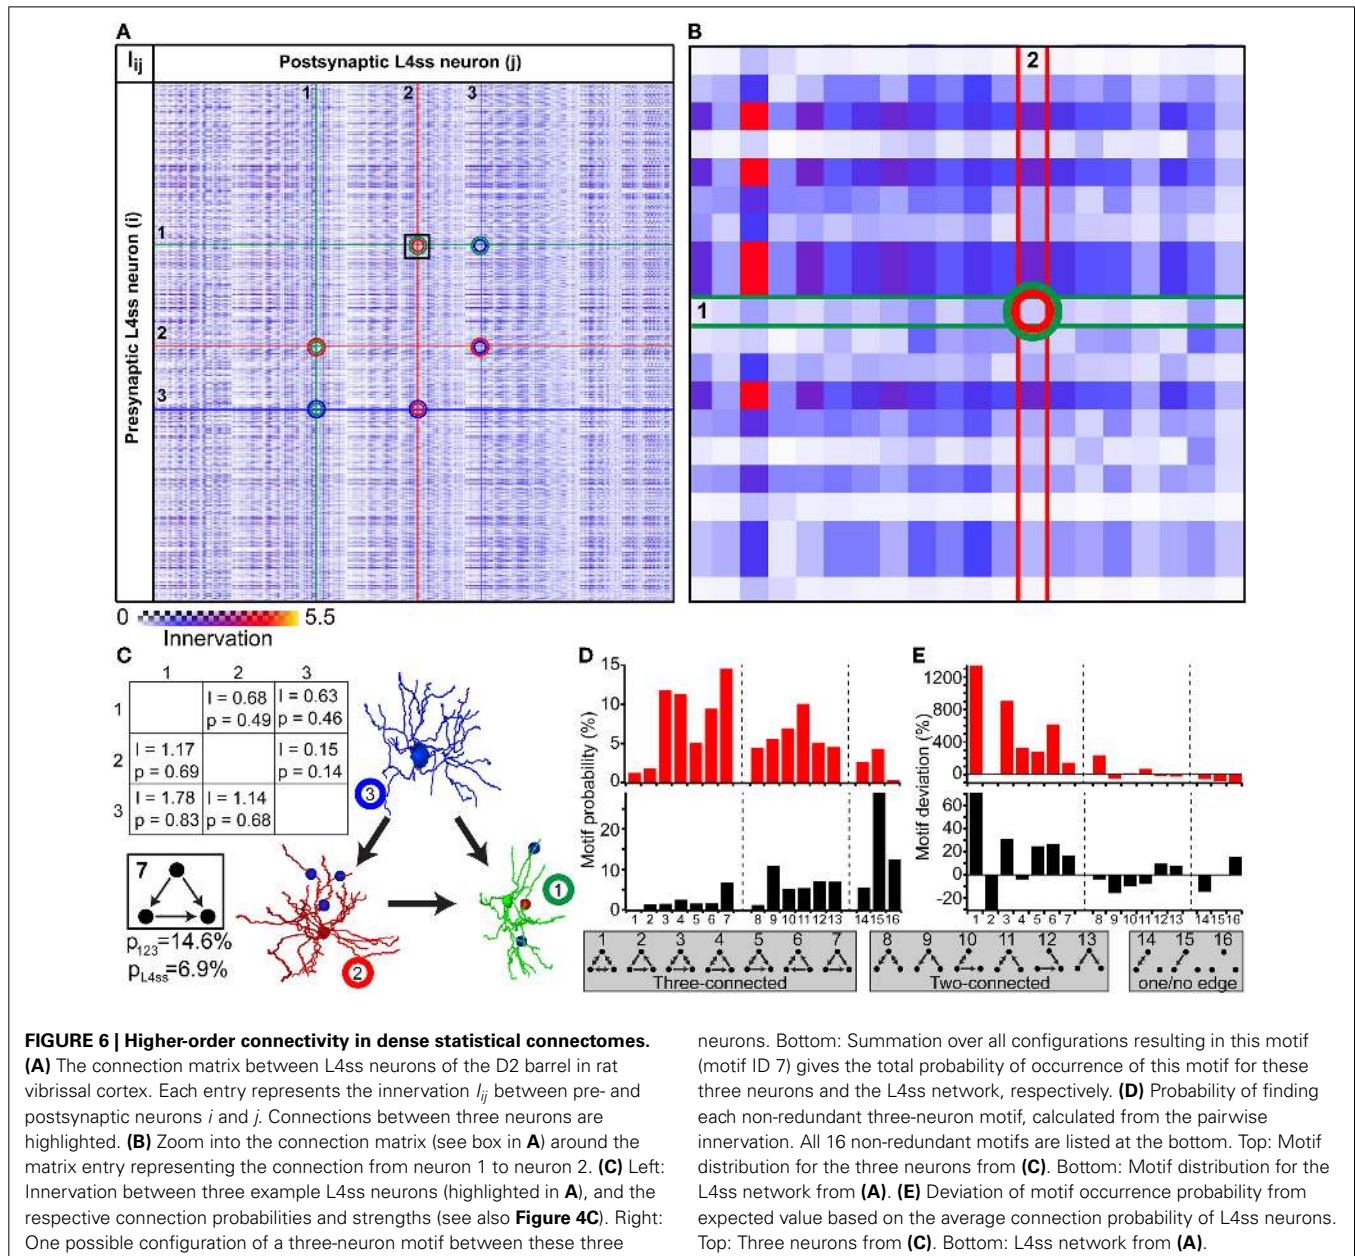 A
B
I ij
Postsynaptic L4ss neuron (j)
Presynaptic L4ss neuron (i)
1
2
3
1
2
3
2
1
0
5.5
Innervation
C
1
2
3
1
I = 0.68
I = 0.63
p = 0.49
p = 0.46
2
I = 1.17
I = 0.15
p = 0.69
p = 0.14
3
I = 1.78
I = 1.14
p = 0.83
p = 0.68
3
2
1
7
p123=14.6%
pL4ss=6.9%
D
Motif probability (%)
15
10
5
0
20
10
0
1 2 3 4 5 6 7 8 9 10 11 12 13 14 15 16
E
Motif deviation (%)
1200
800
400
0
60
40
20
0
-20
1 2 3 4 5 6 7 8 9 10 11 12 13 14 15 16
1 2 3 4 5 6 7
Three-connected
8 9 10 11 12 13
Two-connected
14 15 16
one/no edge
FIGURE 6 | Higher-order connectivity in dense statistical connectomes.
(A) The connection matrix between L4ss neurons of the D2 barrel in rat
vibrissal cortex. Each entry represents the innervation Iij between pre- and
postsynaptic neurons i and j. Connections between three neurons are
highlighted. (B) Zoom into the connection matrix (see box in A) around the
matrix entry representing the connection from neuron 1 to neuron 2. (C) Left:
Innervation between three example L4ss neurons (highlighted in A), and the
respective connection probabilities and strengths (see also Figure 4C). Right:
One possible configuration of a three-neuron motif between these three
neurons. Bottom: Summation over all configurations resulting in this motif
(motif ID 7) gives the total probability of occurrence of this motif for these
three neurons and the L4ss network, respectively. (D) Probability of finding
each non-redundant three-neuron motif, calculated from the pairwise
innervation. All 16 non-redundant motifs are listed at the bottom. Top: Motif
distribution for the three neurons from (C). Bottom: Motif distribution for the
L4ss network from (A). (E) Deviation of motif occurrence probability from
expected value based on the average connection probability of L4ss neurons.
Top: Three neurons from (C). Bottom: L4ss network from (A).